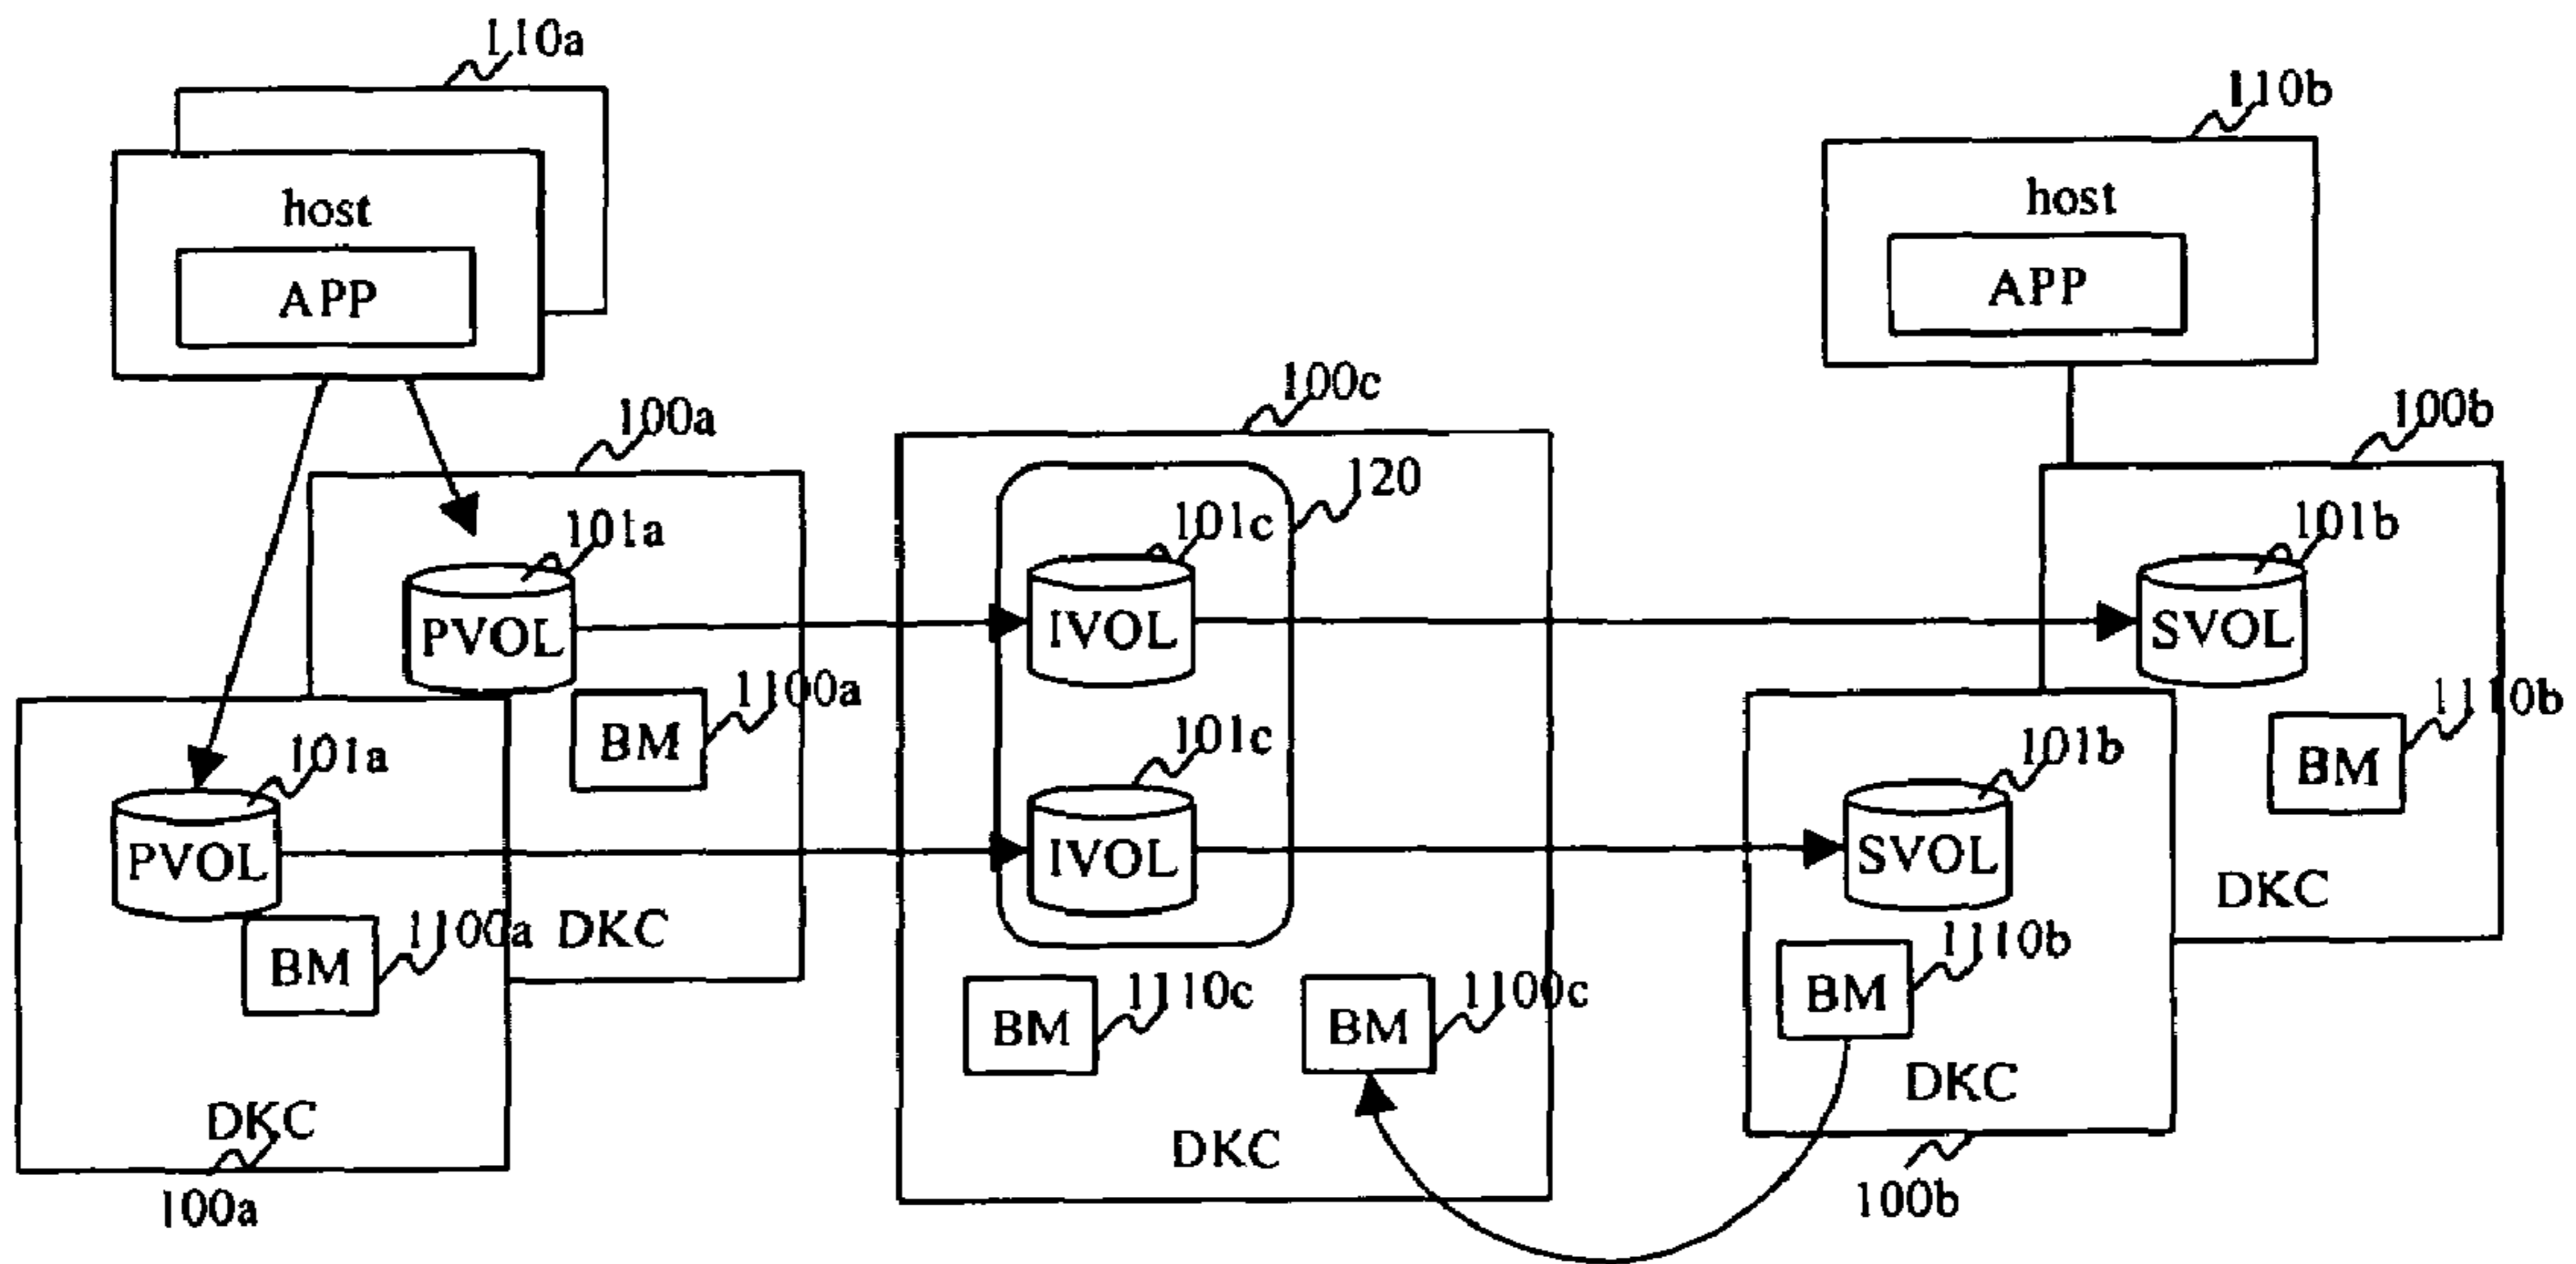 110a
host
APP
110b
host
APP
100a
101a
PVOL
1100a
BM
DKC
101a
PVOL
1100a
BM
DKC
100a
100c
120
101c
IVOL
101c
IVOL
1110c
BM
1100c
BM
DKC
100b
101b
SVOL
1110b
BM
DKC
101b
SVOL
1110b
BM
DKC
100b